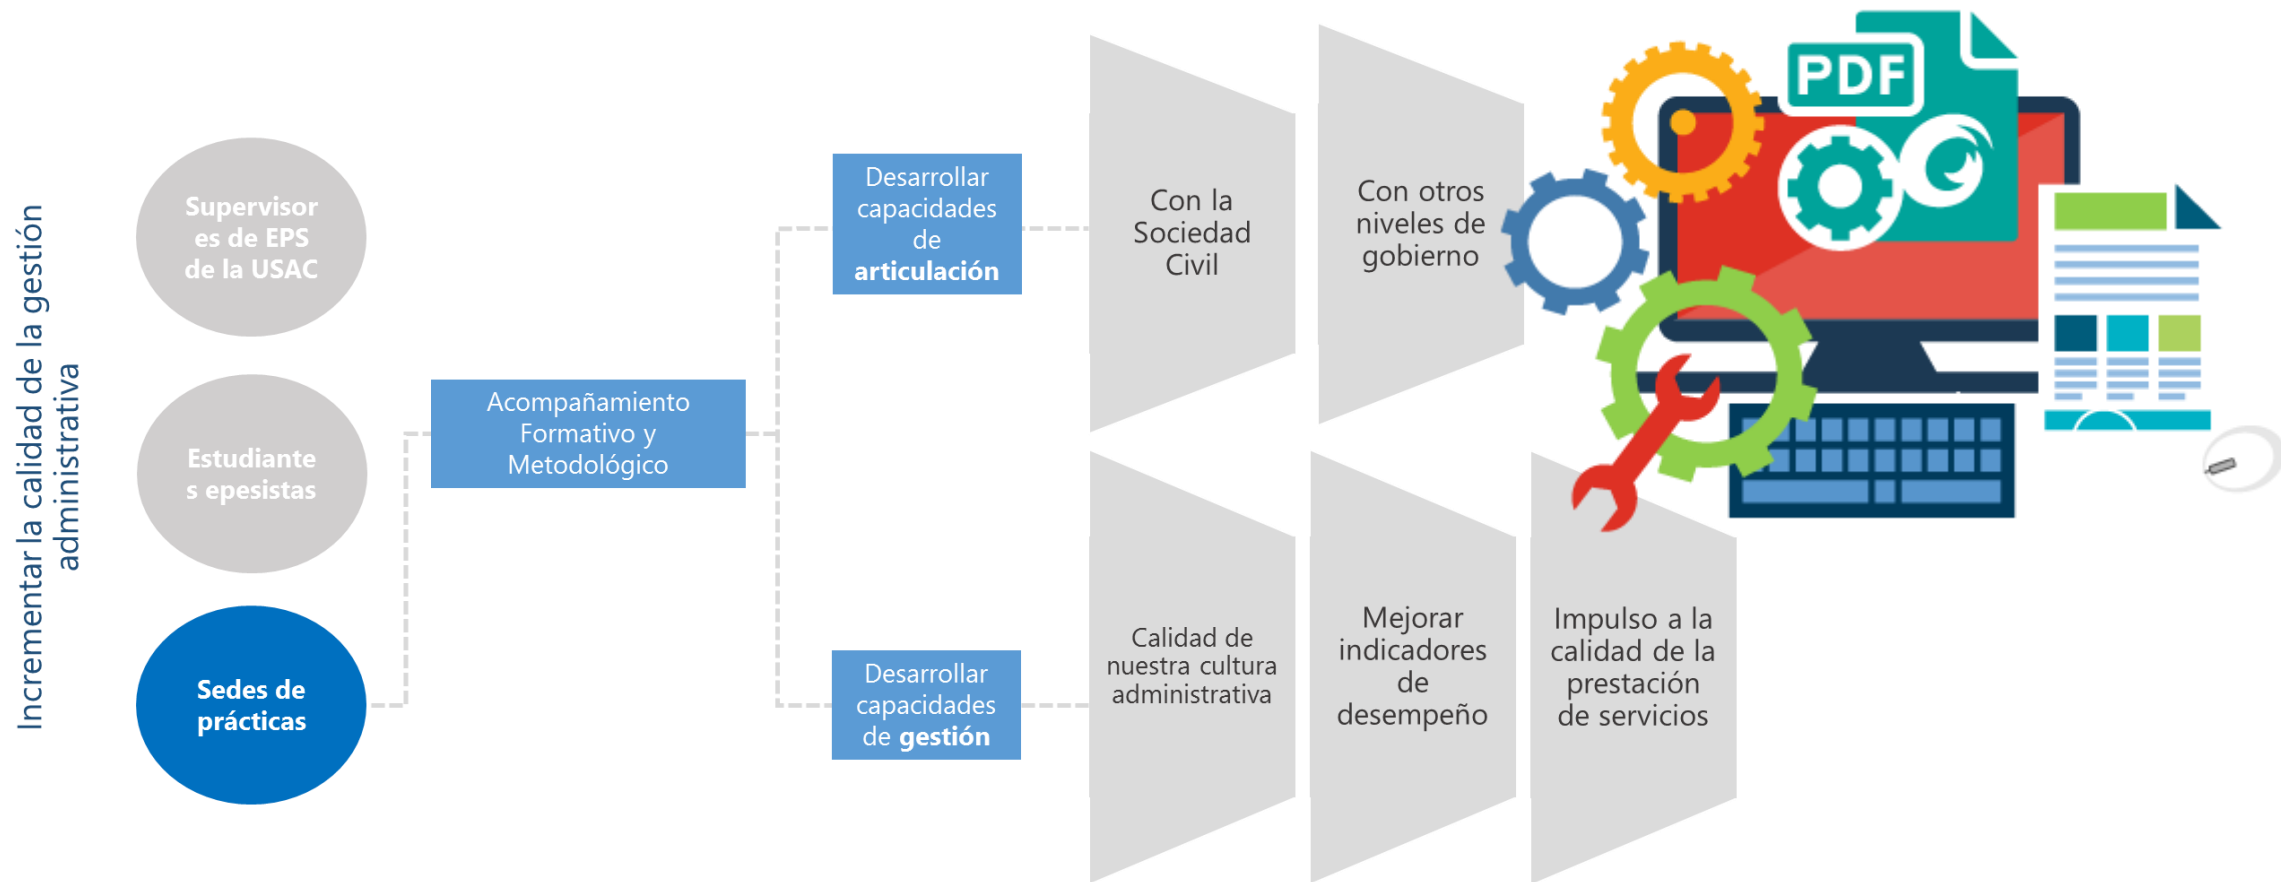 Incrementar la calidad de la gestión
administrativa
Supervisor
es de EPS
de la USAC
Estudiante
s epesistas
Sedes de
prácticas
Acompañamiento
Formativo y
Metodológico
Desarrollar
capacidades
de
articulación
Con la
Sociedad
Civil
Con otros
niveles de
gobierno
PDF
Desarrollar
capacidades
de gestión
Calidad de
nuestra cultura
administrativa
Mejorar
indicadores
de
desempeño
Impulso a la
calidad de la
prestación
de servicios